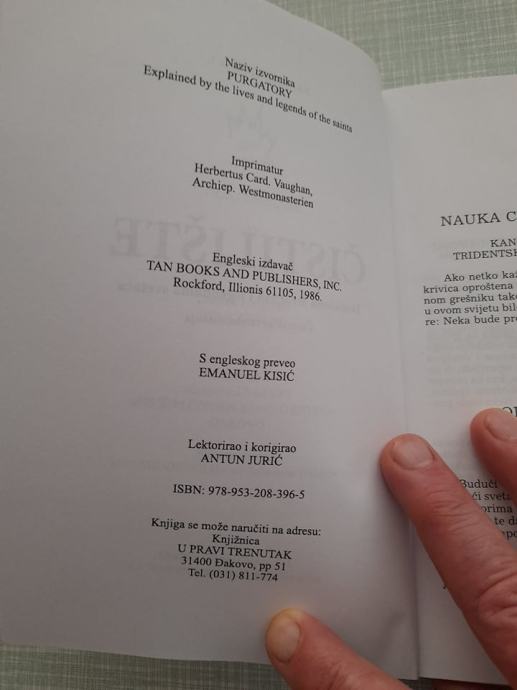 Naziv izvornika
PURGATORY
Explained by the lives and legends of the saints
Imprimatur
Herbertus Card. Vaughan,
Archiep. Westmonasterien
Engleski izdavač
TAN BOOKS AND PUBLISHERS, INC.
Rockford, Illionis 61105, 1986.
S engleskog preveo
EMANUEL KISIĆ
Lektorirao i korigirao
ANTUN JURIĆ
ISBN: 978-953-208-396-5
Knjiga se može naručiti na adresu:
Knjižnica
U PRAVI TRENUTAK
31400 Đakovo, pp 51
Tel. (031) 811-774
ČISTILIŠTE
NAUKA
KAN
TRIDENTSK
Ako netko kaž
krivica oproštena
nom grešniku tako
u ovom svijetu bil
re: Neka bude pro
Budući